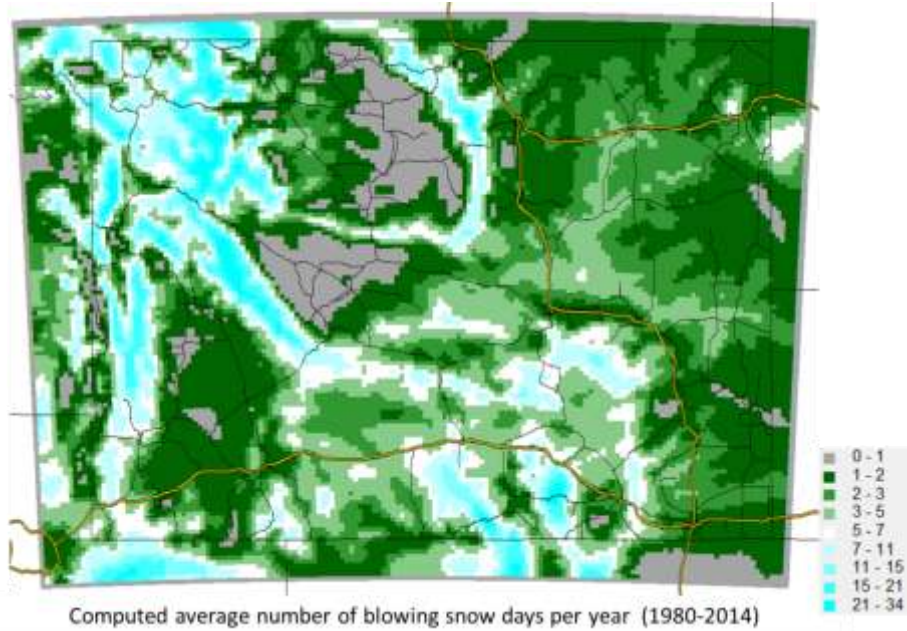 0 - 1
1 - 2
2 - 3
3 - 5
5 - 7
7 - 11
11 - 15
15 - 21
21 - 34
Computed average number of blowing snow days per year (1980-2014)